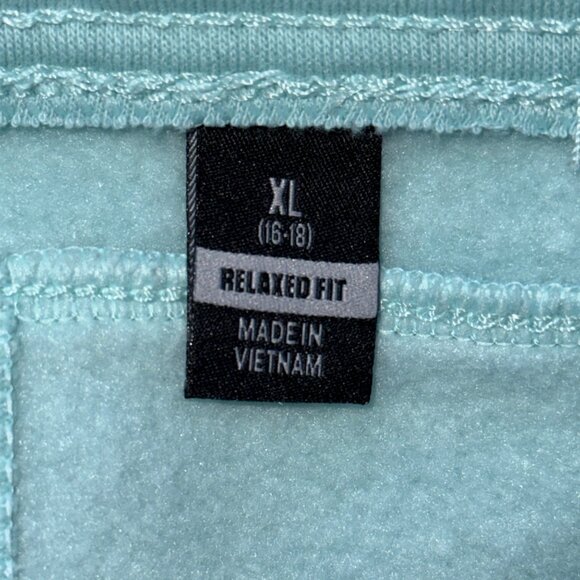 XL
(16-18)
RELAXED FIT
MADE IN
VIETNAM